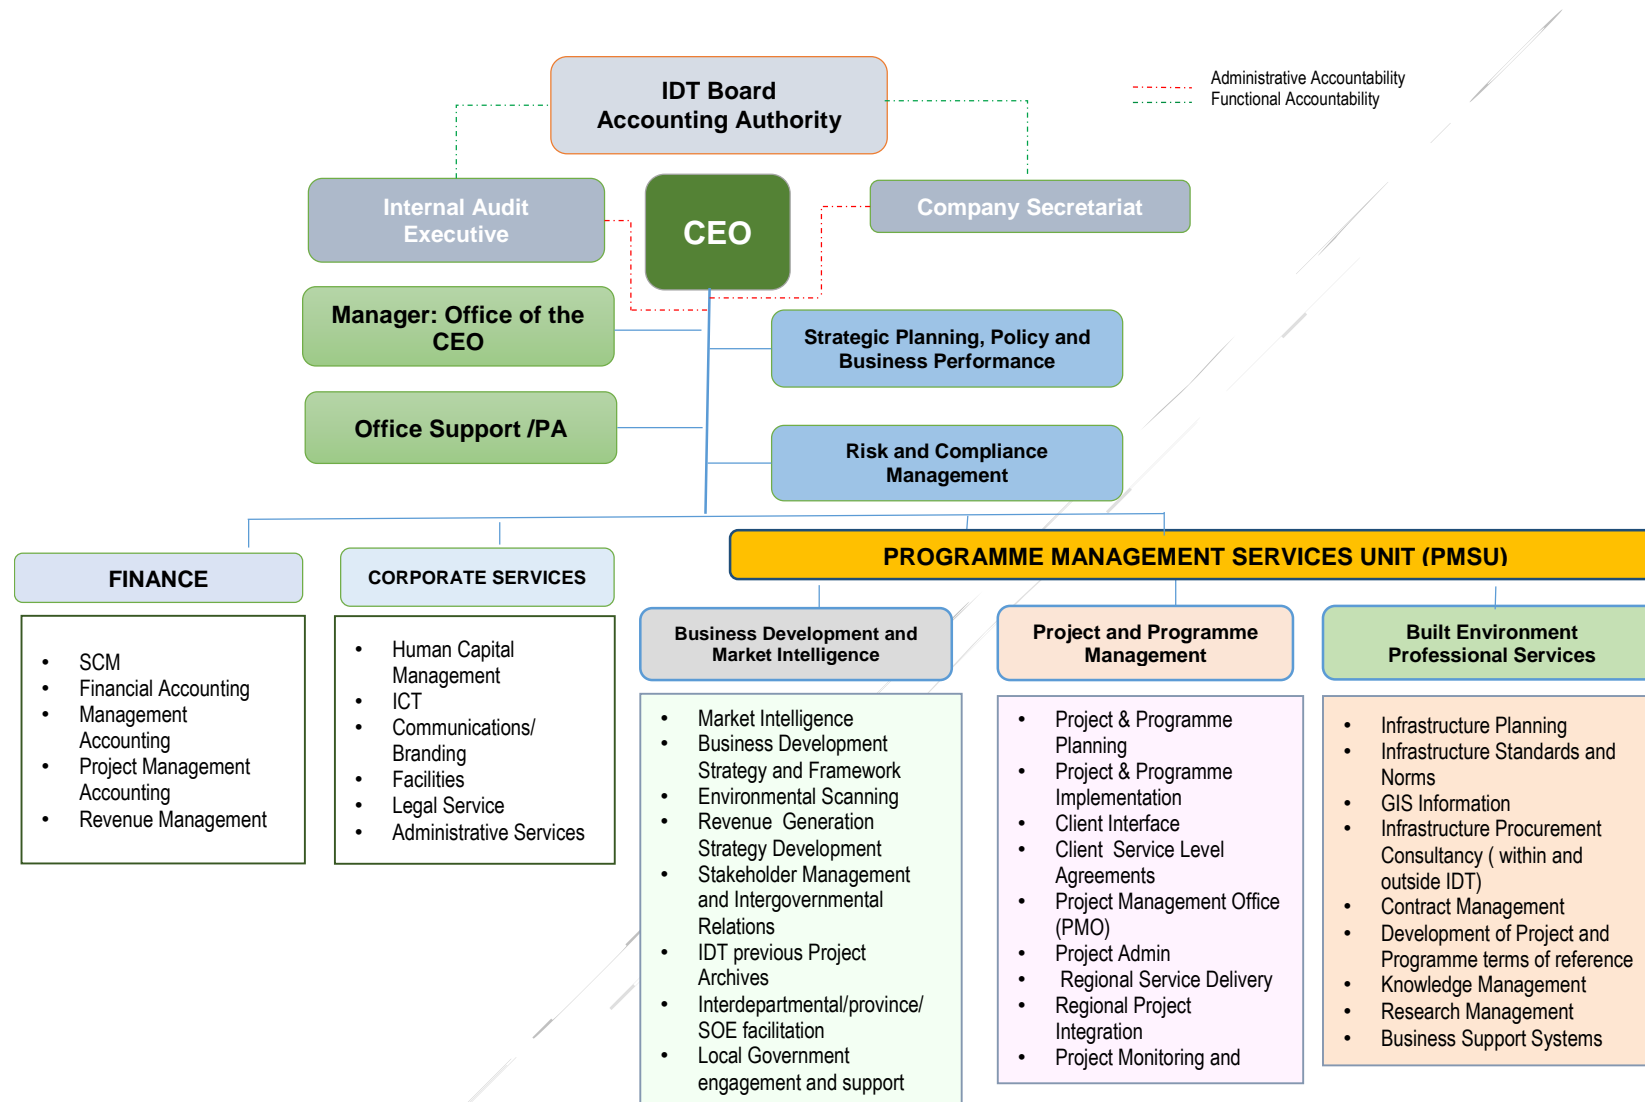 Administrative Accountability
Functional Accountability
IDT Board
Accounting Authority
Internal Audit
Executive
CEO
Company Secretariat
Manager: Office of the
CEO
Strategic Planning, Policy and
Business Performance
Office Support /PA
Risk and Compliance
Management
FINANCE
CORPORATE SERVICES
PROGRAMME MANAGEMENT SERVICES UNIT (PMSU)
• SCM
• Financial Accounting
• Management
Accounting
• Project Management
Accounting
• Revenue Management
• Human Capital
Management
• ICT
• Communications/
Branding
• Facilities
• Legal Service
• Administrative Services
Business Development and
Market Intelligence
• Market Intelligence
• Business Development
Strategy and Framework
• Environmental Scanning
• Revenue  Generation
Strategy Development
• Stakeholder Management
and Intergovernmental
Relations
• IDT previous Project
Archives
• Interdepartmental/province/
SOE facilitation
• Local Government
engagement and support
Project and Programme
Management
• Project & Programme
Planning
• Project & Programme
Implementation
• Client Interface
• Client  Service Level
Agreements
• Project Management Office
(PMO)
• Project Admin
• Regional Service Delivery
• Regional Project
Integration
• Project Monitoring and
Built Environment
Professional Services
• Infrastructure Planning
• Infrastructure Standards and
Norms
• GIS Information
• Infrastructure Procurement
Consultancy ( within and
outside IDT)
• Contract Management
• Development of Project and
Programme terms of reference
• Knowledge Management
• Research Management
• Business Support Systems